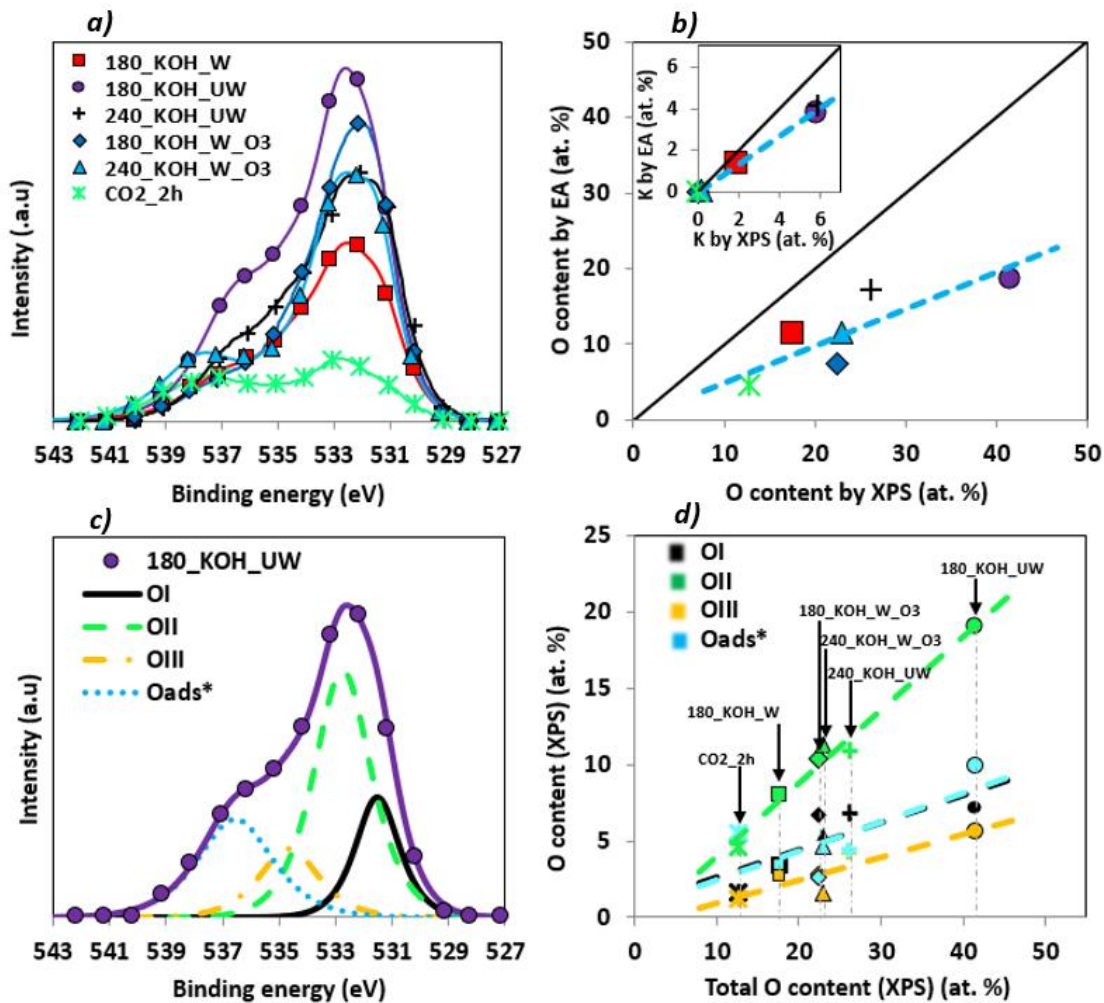 a)
180_KOH_W
180_KOH_UW
240_KOH_UW
180_KOH_W_O3
240_KOH_W_O3
CO2_2h
Intensity (.a.u)
543 541 539 537 535 533 531 529 527
Binding energy (eV)
b)
50
40
30
20
10
0
O content by EA (at. %)
6
4
2
0
K by EA (at. %)
0 2 4 6
K by XPS (at. %)
0 10 20 30 40 50
O content by XPS (at. %)
c)
180_KOH_UW
OI
OII
OIII
Oads*
Intensity (a.u)
543 541 539 537 535 533 531 529 527
Binding energy (eV)
d)
25
20
15
10
5
0
O content (XPS) (at. %)
OI
OII
OIII
Oads*
180_KOH_UW
180_KOH_W_O3
240_KOH_W_O3
240_KOH_UW
180_KOH_W
CO2_2h
0 10 20 30 40 50
Total O content (XPS) (at. %)